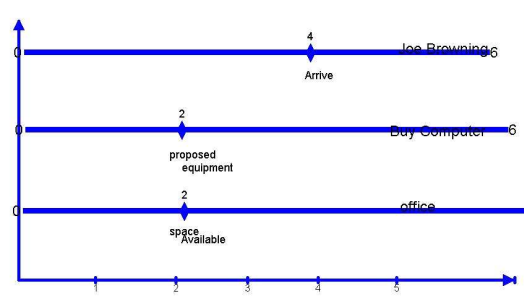 4
0 Joe Browning 6
Arrive
2
0 Buy Computer 6
proposed
equipment
2
0 office
space
Available
1 2 3 4 5